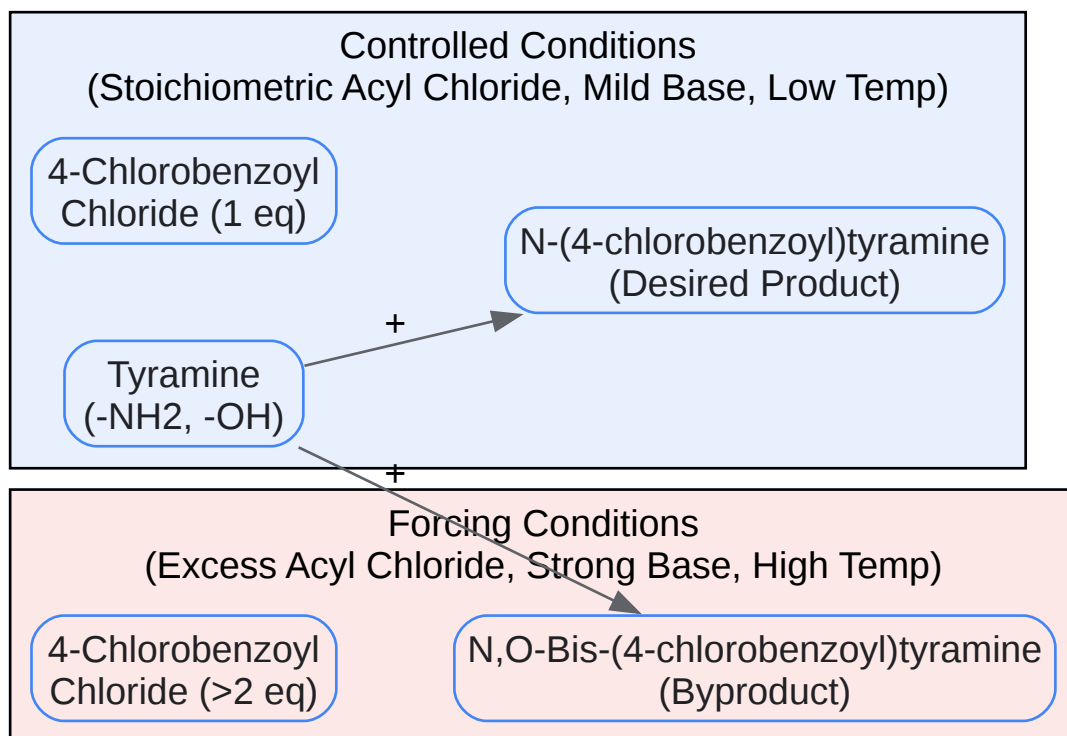 Controlled Conditions
(Stoichiometric Acyl Chloride, Mild Base, Low Temp)
4-Chlorobenzoyl
Chloride (1 eq)
N-(4-chlorobenzoyl)tyramine
(Desired Product)
+
Tyramine
(-NH2, -OH)
+
Forcing Conditions
(Excess Acyl Chloride, Strong Base, High Temp)
4-Chlorobenzoyl
Chloride (>2 eq)
N,O-Bis-(4-chlorobenzoyl)tyramine
(Byproduct)